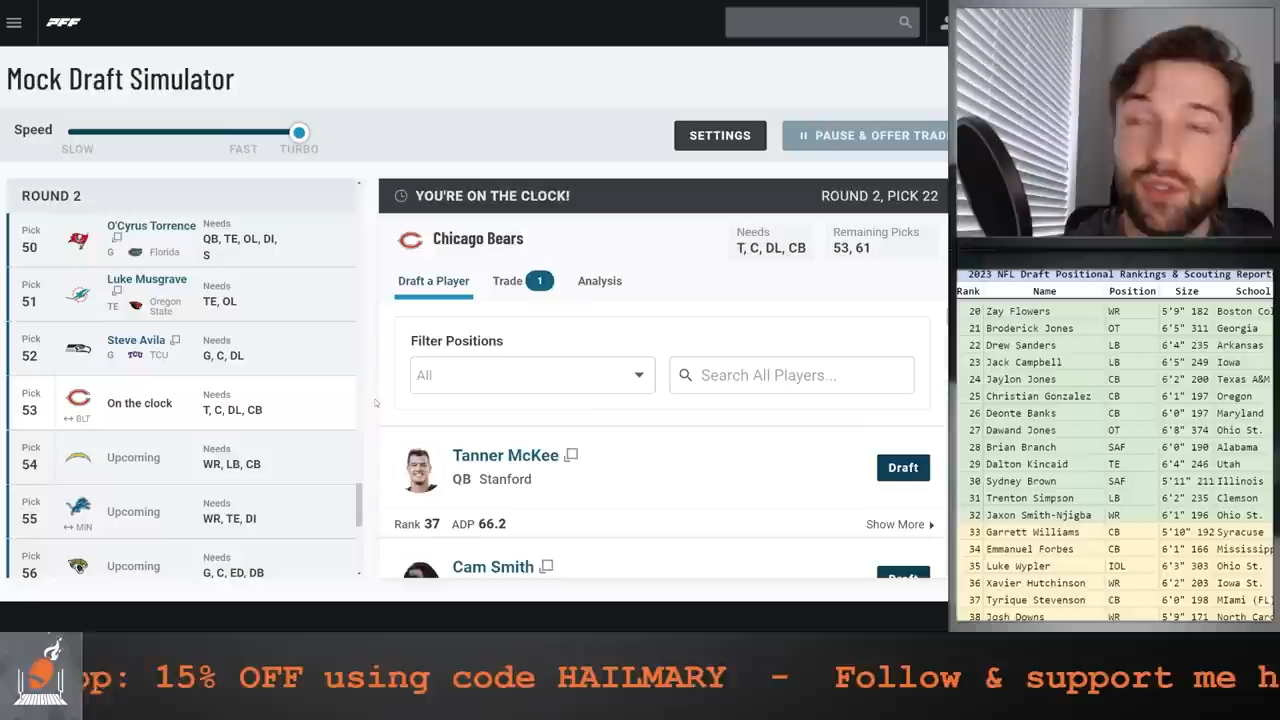 PFF
Mock Draft Simulator
Speed
SLOW
FAST
TURBO
SETTINGS
PAUSE & OFFER TRAD
ROUND 2
Pick 50
O'Cyrus Torrence
G Florida
Needs
QB, TE, OL, DI, S
Pick 51
Luke Musgrave
TE Oregon State
Needs
TE, OL
Pick 52
Steve Avila
G TCU
Needs
G, C, DL
Pick 53
↔ BLT
On the clock
Needs
T, C, DL, CB
Pick 54
Upcoming
Needs
WR, LB, CB
Pick 55
↔ MIN
Upcoming
Needs
WR, TE, DI
Pick 56
Upcoming
Needs
G, C, ED, DB
YOU'RE ON THE CLOCK!
ROUND 2, PICK 22
Chicago Bears
Needs
T, C, DL, CB
Remaining Picks
53, 61
Draft a Player
Trade 1
Analysis
Filter Positions
All
Search All Players...
Tanner McKee
QB Stanford
Draft
Rank 37 ADP 66.2
Show More
Cam Smith
Draft
2023 NFL Draft Positional Rankings & Scouting Report
Rank Name Position Size School
20 Zay Flowers WR 5'9" 182 Boston Col
21 Broderick Jones OT 6'5" 311 Georgia
22 Drew Sanders LB 6'4" 235 Arkansas
23 Jack Campbell LB 6'5" 249 Iowa
24 Jaylon Jones CB 6'2" 200 Texas A&M
25 Christian Gonzalez CB 6'1" 197 Oregon
26 Deonte Banks CB 6'0" 197 Maryland
27 Dawand Jones OT 6'8" 374 Ohio St.
28 Brian Branch SAF 6'0" 190 Alabama
29 Dalton Kincaid TE 6'4" 246 Utah
30 Sydney Brown SAF 5'11" 211 Illinois
31 Trenton Simpson LB 6'2" 235 Clemson
32 Jaxon Smith-Njigba WR 6'1" 196 Ohio St.
33 Garrett Williams CB 5'10" 192 Syracuse
34 Emmanuel Forbes CB 6'1" 166 Mississipp
35 Luke Wypler IOL 6'3" 303 Ohio St.
36 Xavier Hutchinson WR 6'2" 203 Iowa St.
37 Tyrique Stevenson CB 6'0" 198 MIami (FL)
38 Josh Downs WR 5'9" 171 North Caro
op: 15% OFF using code HAILMARY - Follow & support me h